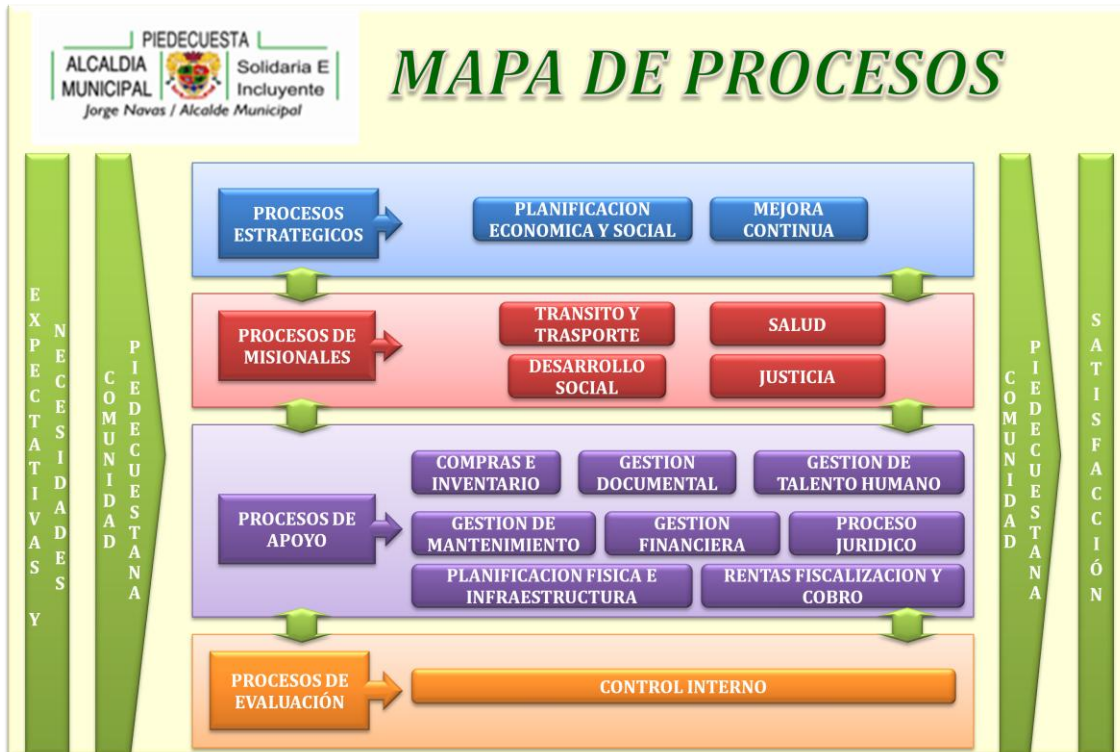 PIEDECUESTA
ALCALDIA
MUNICIPAL
Solidaria E
Incluyente
Jorge Navas / Alcalde Municipal
MAPA DE PROCESOS
EXPECTATIVAS Y
NECESIDADES
COMUNIDAD
PIEDECUESTANA
PROCESOS
ESTRATEGICOS
PLANIFICACION
ECONOMICA Y SOCIAL
MEJORA
CONTINUA
PROCESOS DE
MISIONALES
TRANSITO Y
TRASPORTE
SALUD
DESARROLLO
SOCIAL
JUSTICIA
PROCESOS DE
APOYO
COMPRAS E
INVENTARIO
GESTION
DOCUMENTAL
GESTION DE
TALENTO HUMANO
GESTION DE
MANTENIMIENTO
GESTION
FINANCIERA
PROCESO
JURIDICO
PLANIFICACION FISICA E
INFRAESTRUCTURA
RENTAS FISCALIZACION Y
COBRO
PROCESOS DE
EVALUACIÓN
CONTROL INTERNO
COMUNIDAD
PIEDECUESTANA
SATISFACCIÓN